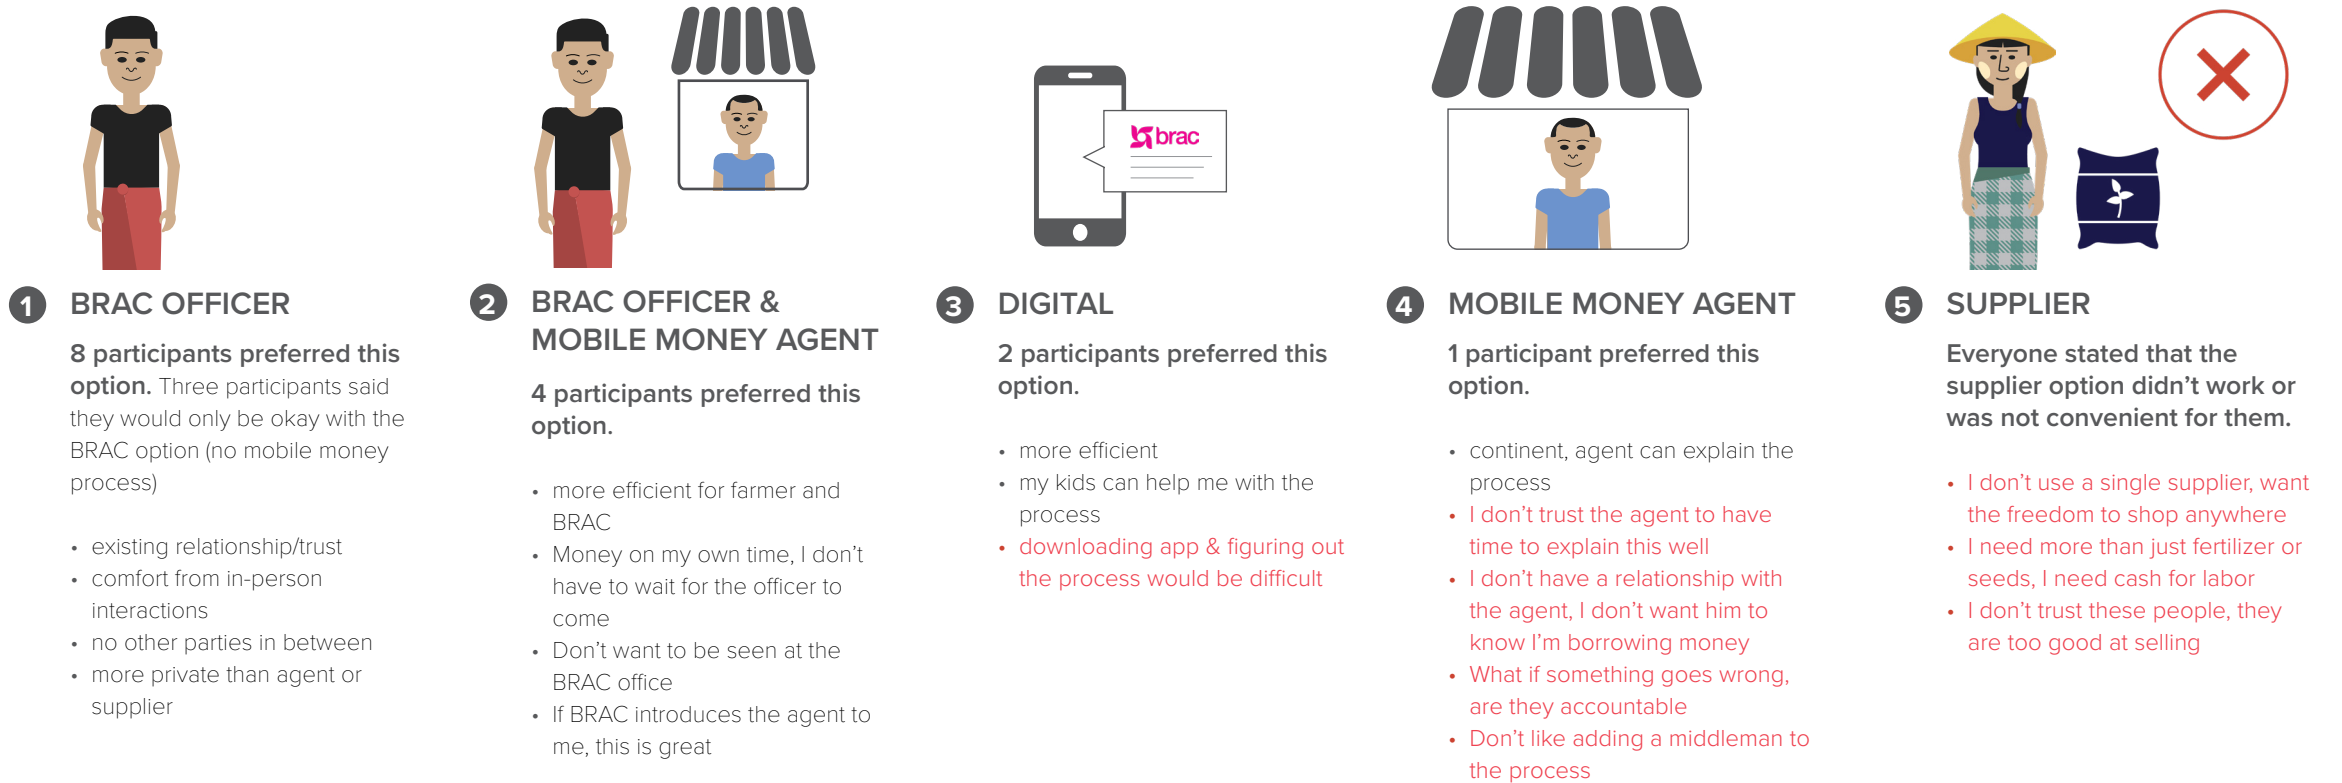 brac
1 BRAC OFFICER
8 participants preferred this
option. Three participants said
they would only be okay with the
BRAC option (no mobile money
process)
• existing relationship/trust
• comfort from in-person
interactions
• no other parties in between
• more private than agent or
supplier
2 BRAC OFFICER &
MOBILE MONEY AGENT
4 participants preferred this
option.
• more efficient for farmer and
BRAC
• Money on my own time, I don't
have to wait for the officer to
come
• Don't want to be seen at the
BRAC office
• If BRAC introduces the agent to
me, this is great
3 DIGITAL
2 participants preferred this
option.
• more efficient
• my kids can help me with the
process
• downloading app & figuring out
the process would be difficult
4 MOBILE MONEY AGENT
1 participant preferred this
option.
• continent, agent can explain the
process
• I don't trust the agent to have
time to explain this well
• I don't have a relationship with
the agent, I don't want him to
know I'm borrowing money
• What if something goes wrong,
are they accountable
• Don't like adding a middleman to
the process
5 SUPPLIER
Everyone stated that the
supplier option didn't work or
was not convenient for them.
• I don't use a single supplier, want
the freedom to shop anywhere
• I need more than just fertilizer or
seeds, I need cash for labor
• I don't trust these people, they
are too good at selling